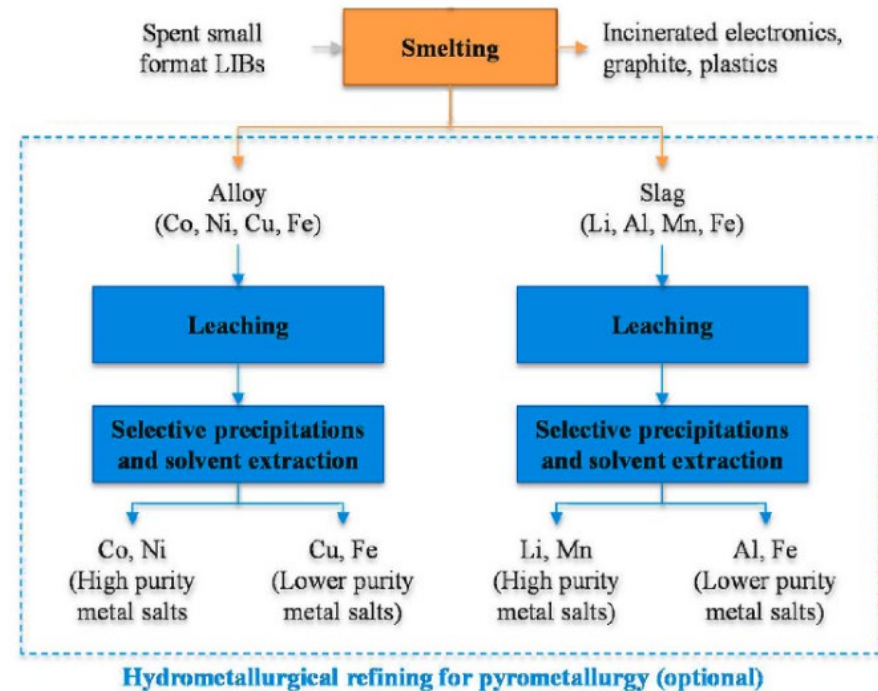 Spent small
format LIBs
Smelting
Incinerated electronics,
graphite, plastics
Alloy
(Co, Ni, Cu, Fe)
Slag
(Li, Al, Mn, Fe)
Leaching
Leaching
Selective precipitations
and solvent extraction
Selective precipitations
and solvent extraction
Co, Ni
(High purity
metal salts
Cu, Fe
(Lower purity
metal salts)
Li, Mn
(High purity
metal salts)
Al, Fe
(Lower purity
metal salts)
Hydrometallurgical refining for pyrometallurgy (optional)